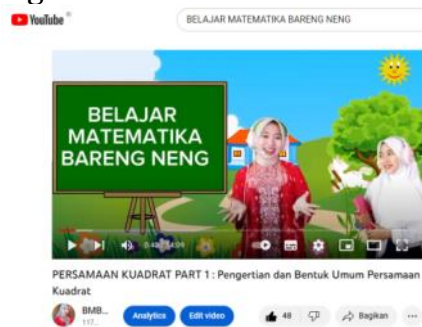 YouTube
BELAJAR MATEMATIKA BARENG NENG
BELAJAR
MATEMATIKA
BARENG NENG
PERSAMAAN KUADRAT PART 1 : Pengertian dan Bentuk Umum Persamaan
Kuadrat
BMB...
Analytics
Edit video
48
Bagikan